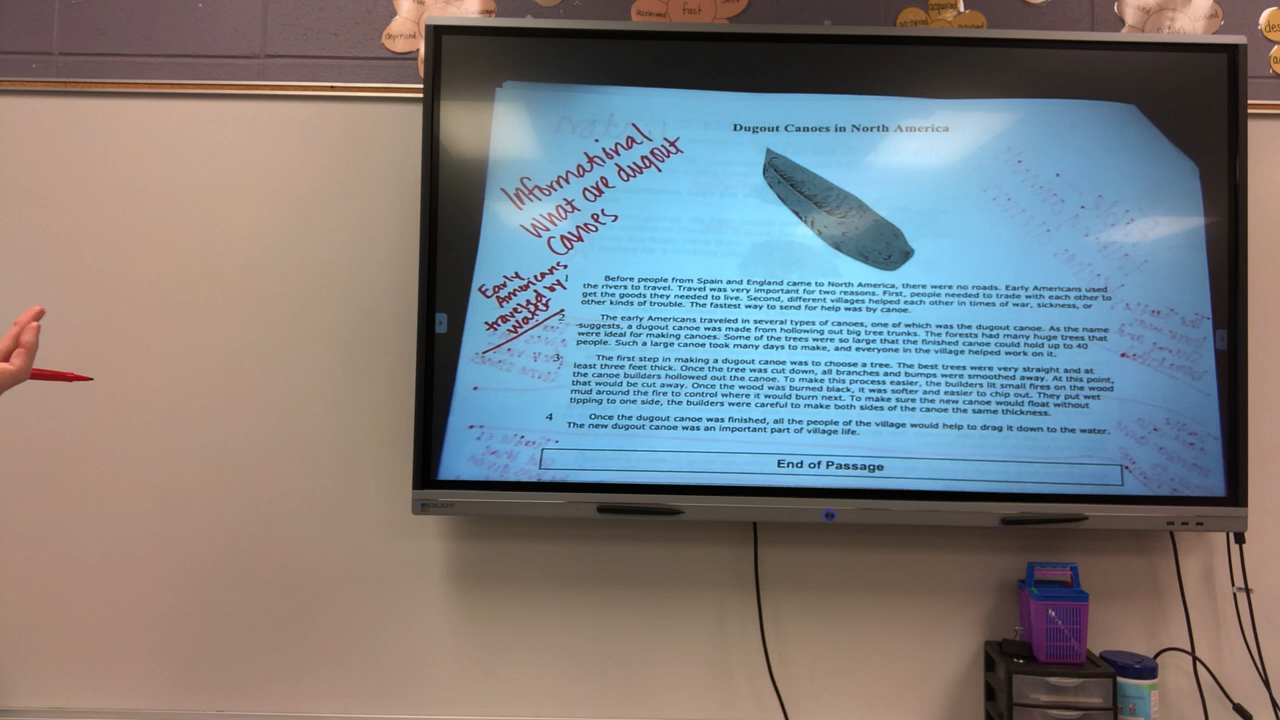 depraved
fast
acquired
Dugout Canoes in North America
Informational
What are dugout
Canoes
Early
Americans
traveled by
water
1
Before people from Spain and England came to North America, there were no roads. Early Americans used
the rivers to travel. Travel was very important for two reasons. First, people needed to trade with each other to
get the goods they needed to live. Second, different villages helped each other in times of war, sickness, or
other kinds of trouble. The fastest way to send for help was by canoe.
2
The early Americans traveled in several types of canoes, one of which was the dugout canoe. As the name
suggests, a dugout canoe was made from hollowing out big tree trunks. The forests had many huge trees that
were ideal for making canoes. Some of the trees were so large that the finished canoe could hold up to 40
people. Such a large canoe took many days to make, and everyone in the village helped work on it.
3
The first step in making a dugout canoe was to choose a tree. The best trees were very straight and at
least three feet thick. Once the tree was cut down, all branches and bumps were smoothed away. At this point,
the canoe builders hollowed out the canoe. To make this process easier, the builders lit small fires on the wood
that would be cut away. Once the wood was burned black, it was softer and easier to chip out. They put wet
mud around the fire to control where it would burn next. To make sure the new canoe would float without
tipping to one side, the builders were careful to make both sides of the canoe the same thickness.
4 Once the dugout canoe was finished, all the people of the village would help to drag it down to the water.
The new dugout canoe was an important part of village life.
End of Passage